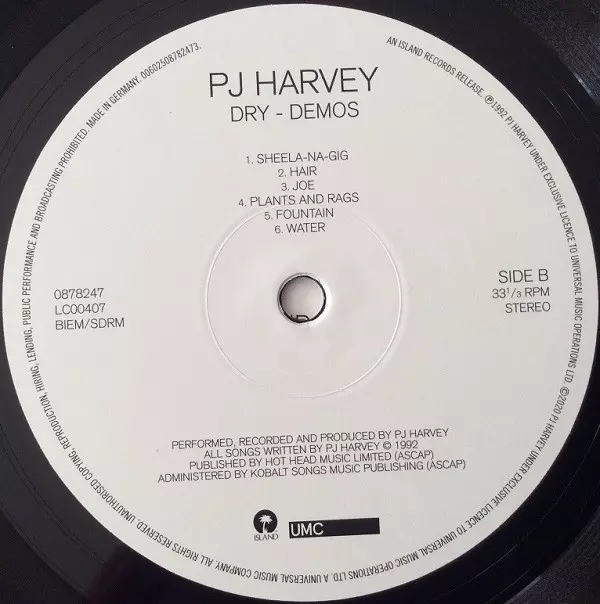 PJ HARVEY
DRY - DEMOS
1. SHEELA-NA-GIG
2. HAIR
3. JOE
4. PLANTS AND RAGS
5. FOUNTAIN
6. WATER
0878247
LC00407
BIEM/SDRM
SIDE B
33 1/3 RPM
STEREO
PERFORMED, RECORDED AND PRODUCED BY PJ HARVEY
ALL SONGS WRITTEN BY PJ HARVEY © 1992
PUBLISHED BY HOT HEAD MUSIC LIMITED (ASCAP)
ADMINISTERED BY KOBALT SONGS MUSIC PUBLISHING (ASCAP)
ISLAND
UMC
AN ISLAND RECORDS RELEASE. ℗1992 PJ HARVEY UNDER EXCLUSIVE LICENCE TO UNIVERSAL MUSIC OPERATIONS LTD. ©2020 PJ HARVEY UNDER EXCLUSIVE LICENCE TO UNIVERSAL MUSIC OPERATIONS LTD. A UNIVERSAL MUSIC COMPANY. ALL RIGHTS RESERVED. UNAUTHORISED COPYING, REPRODUCTION, HIRING, LENDING, PUBLIC PERFORMANCE AND BROADCASTING PROHIBITED. MADE IN GERMANY. 00602508782473.